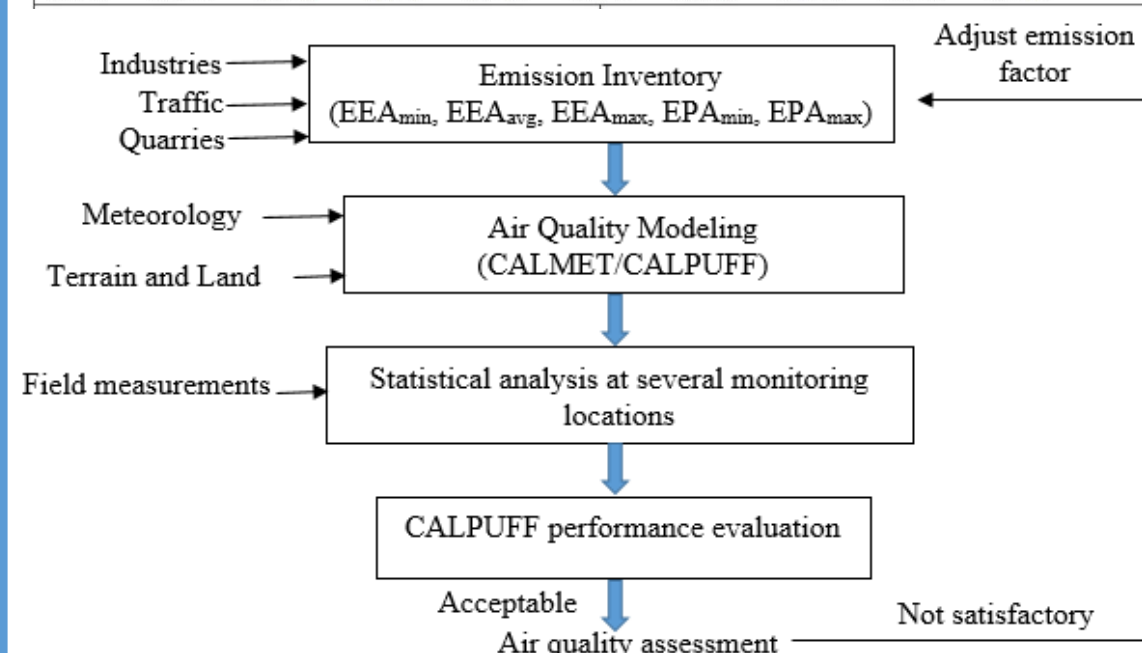 Adjust emission
factor
Industries
Traffic
Quarries
Emission Inventory
(EEAmin, EEAavg, EEAmax, EPAmin, EPAmax)
Meteorology
Terrain and Land
Air Quality Modeling
(CALMET/CALPUFF)
Field measurements
Statistical analysis at several monitoring
locations
CALPUFF performance evaluation
Acceptable
Not satisfactory
Air quality assessment